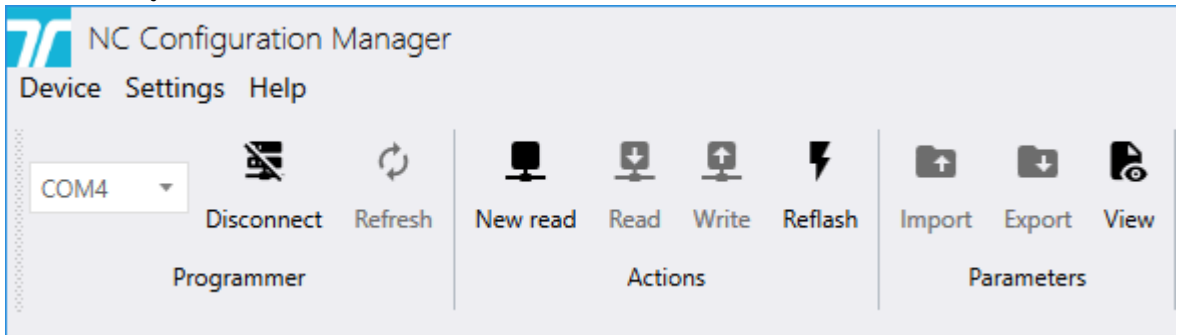 NC Configuration Manager
Device Settings Help
COM4
Disconnect Refresh New read Read Write Reflash Import Export View
Programmer Actions Parameters